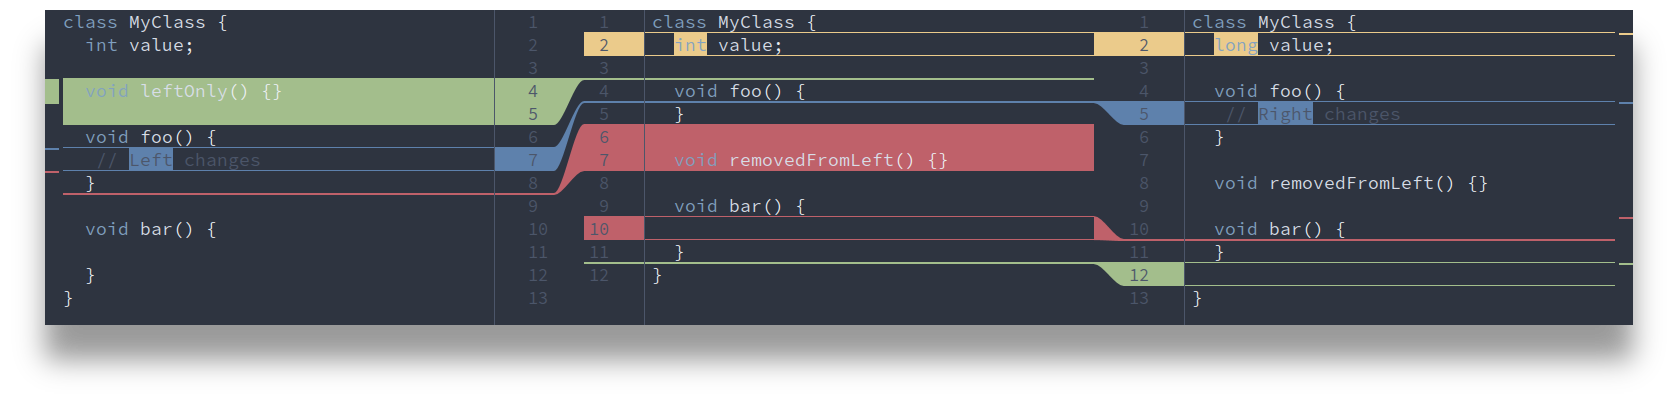 class MyClass { 1 1 class MyClass { 1 class MyClass {
int value; 2 2 int value; 2 long value;
3 3 3
void leftOnly() {} 4 4 void foo() { 4 void foo() {
5 5 } 5 // Right changes
void foo() { 6 6 6 }
// Left changes 7 7 void removedFromLeft() {} 7
} 8 8 8 void removedFromLeft() {}
9 9 void bar() { 9
void bar() { 10 10 10 void bar() {
11 11 } 11 }
} 12 12 } 12
} 13 13 }